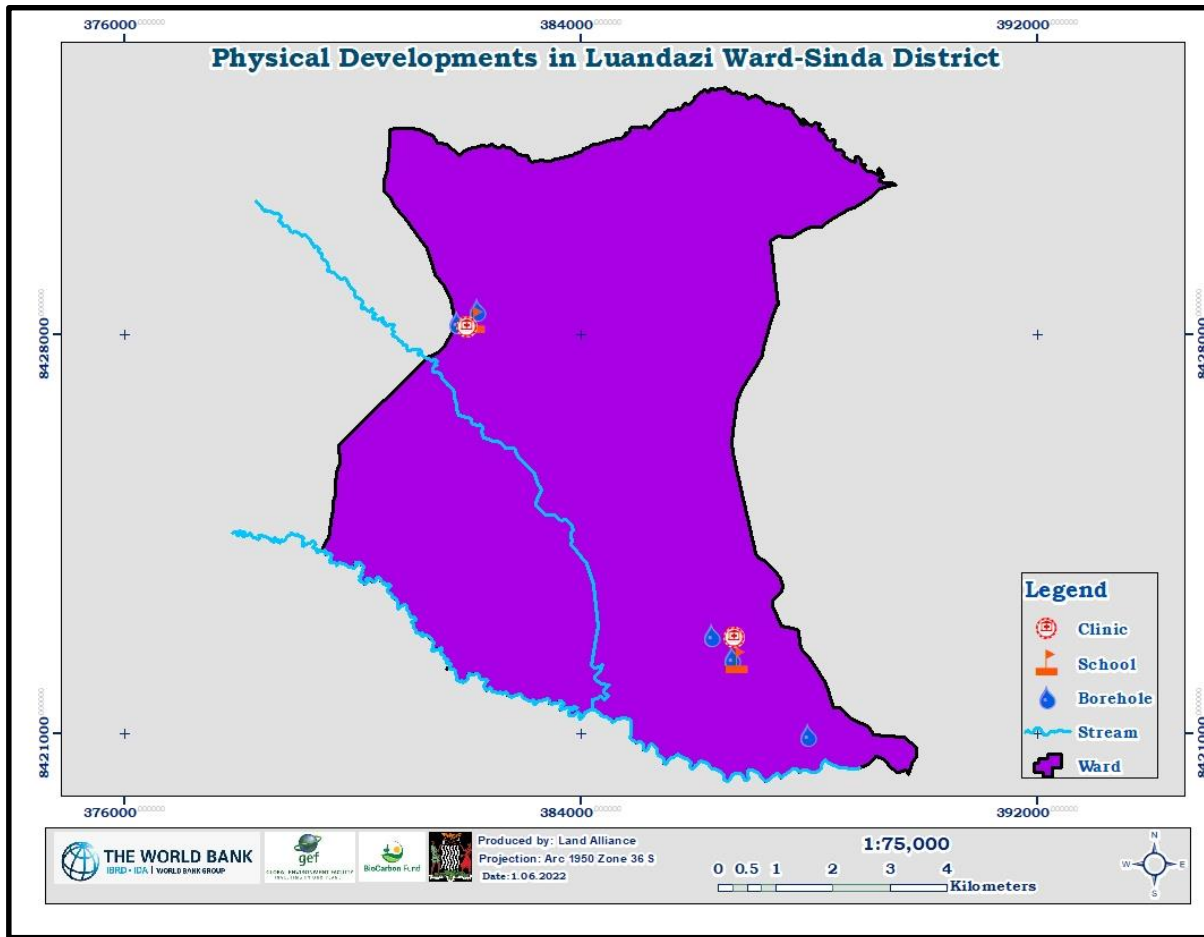 376000
384000
392000
Physical Developments in Luandazi Ward-Sinda District
8428000
8428000
Legend
Clinic
School
Borehole
Stream
Ward
8421000
8421000
376000
384000
392000
THE WORLD BANK
IBRD • IDA | WORLD BANK GROUP
gef
GLOBAL ENVIRONMENT FACILITY
BioCarbon Fund
Produced by: Land Alliance
Projection: Arc 1950 Zone 36 S
Date: 1.06.2022
1:75,000
0 0.5 1 2 3 4
Kilometers
N
W
E
S